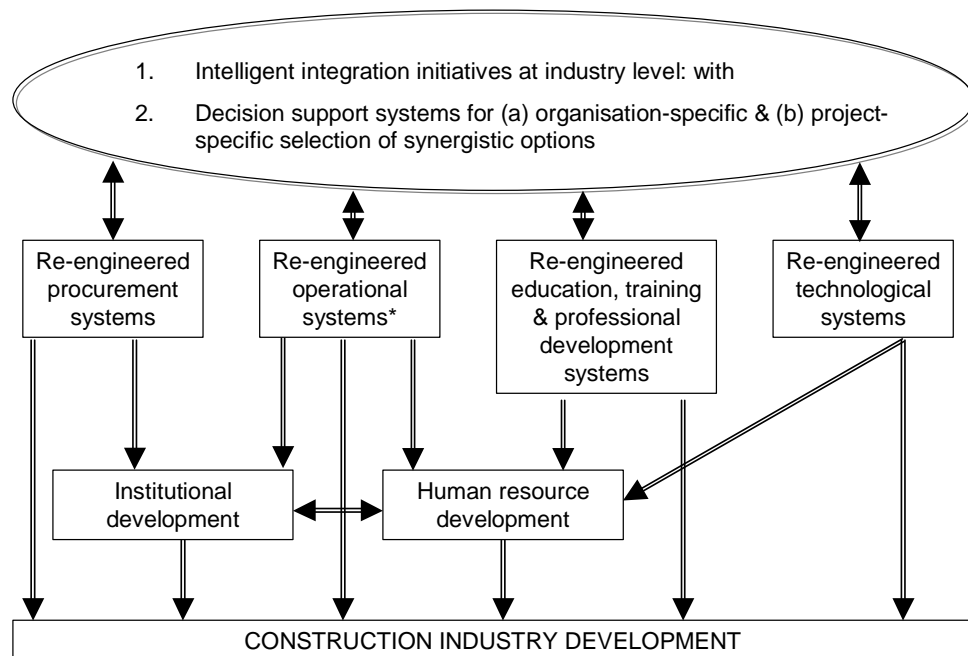 1. Intelligent integration initiatives at industry level: with
2. Decision support systems for (a) organisation-specific & (b) project-
specific selection of synergistic options
Re-engineered
procurement
systems
Re-engineered
operational
systems*
Re-engineered
education, training
& professional
development
systems
Re-engineered
technological
systems
Institutional
development
Human resource
development
CONSTRUCTION INDUSTRY DEVELOPMENT